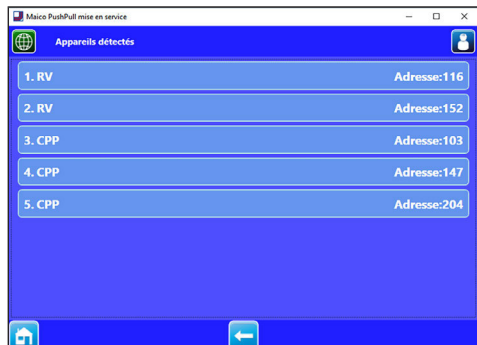 Maico PushPull mise en service
Appareils détectés
1. RV Adresse:116
2. RV Adresse:152
3. CPP Adresse:103
4. CPP Adresse:147
5. CPP Adresse:204